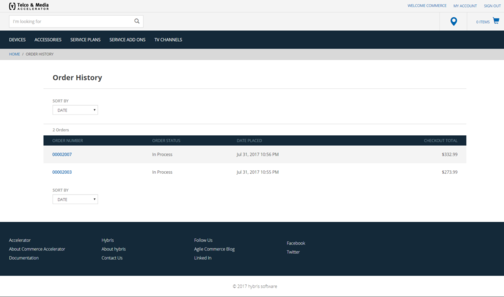 Telco & Media
ACCELERATOR
WELCOME COMMERCE MY ACCOUNT SIGN OUT
I'm looking for
0 ITEMS
DEVICES ACCESSORIES SERVICE PLANS SERVICE ADD ONS TV CHANNELS
HOME > ORDER HISTORY
Order History
SORT BY
DATE
2 Orders
ORDER NUMBER ORDER STATUS DATE PLACED CHECKOUT TOTAL
00002007 In Process Jul 31, 2017 10:56 PM $332.99
00002003 In Process Jul 31, 2017 10:55 PM $273.99
SORT BY
DATE
Accelerator Hybris Follow Us Facebook
About Commerce Accelerator About hybris Agile Commerce Blog Twitter
Documentation Contact Us Linked In
© 2017 hybris software